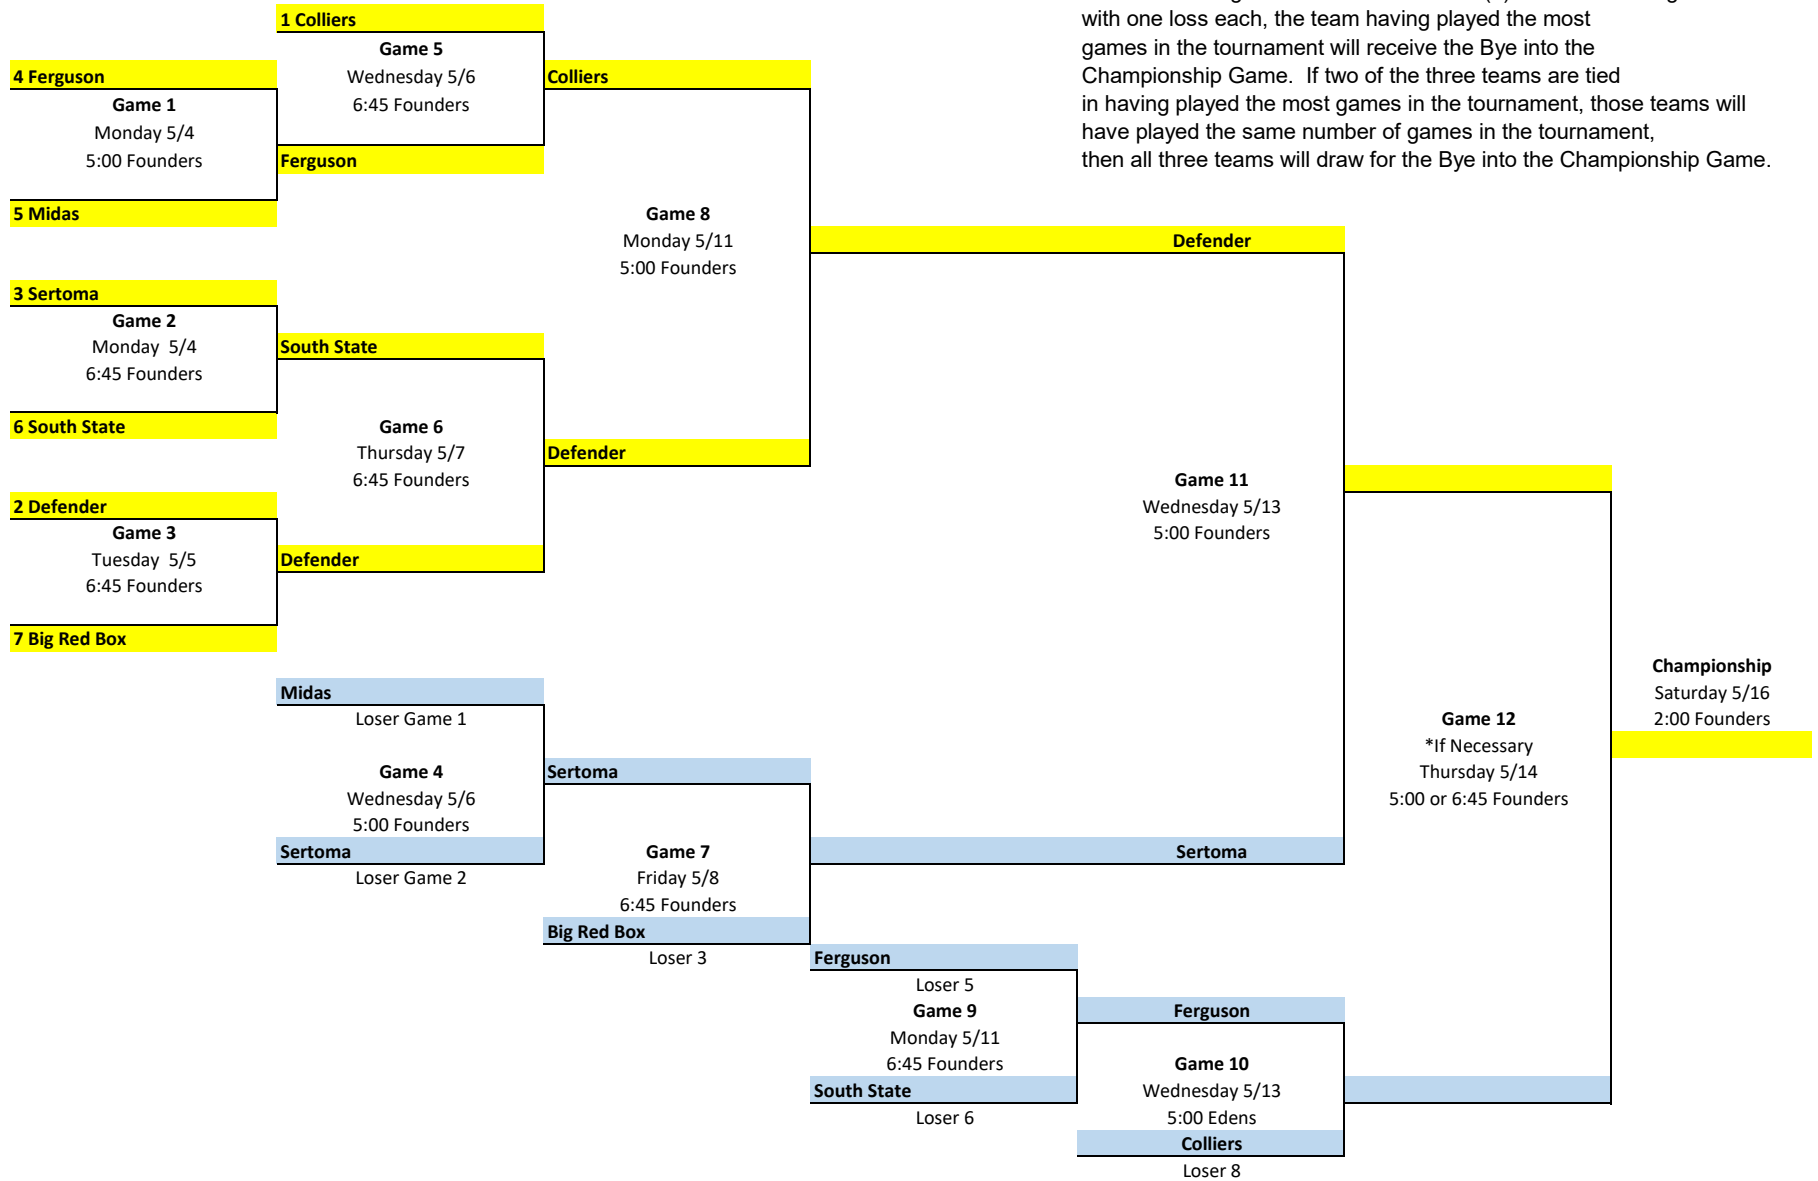 with one loss each, the team having played the most
games in the tournament will receive the Bye into the
Championship Game.  If two of the three teams are tied
in having played the most games in the tournament, those teams will
have played the same number of games in the tournament,
then all three teams will draw for the Bye into the Championship Game.
1 Colliers
Game 5
Wednesday 5/6
6:45 Founders
Ferguson
4 Ferguson
Game 1
Monday 5/4
5:00 Founders
5 Midas
Colliers
Game 8
Monday 5/11
5:00 Founders
Defender
3 Sertoma
Game 2
Monday  5/4
6:45 Founders
6 South State
South State
Game 6
Thursday 5/7
6:45 Founders
Defender
2 Defender
Game 3
Tuesday  5/5
6:45 Founders
7 Big Red Box
Defender
Game 11
Wednesday 5/13
5:00 Founders
Sertoma
Midas
Loser Game 1
Game 4
Wednesday 5/6
5:00 Founders
Sertoma
Loser Game 2
Sertoma
Game 7
Friday 5/8
6:45 Founders
Big Red Box
Loser 3
Ferguson
Loser 5
Game 9
Monday 5/11
6:45 Founders
South State
Loser 6
Ferguson
Game 10
Wednesday 5/13
5:00 Edens
Colliers
Loser 8
Game 12
*If Necessary
Thursday 5/14
5:00 or 6:45 Founders
Championship
Saturday 5/16
2:00 Founders